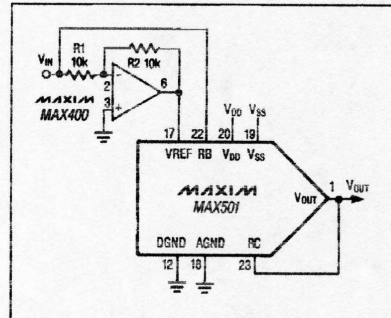 R1
10k
VIN
R2 10k
2
6
3
MAXIM
MAX400
VDD VSS
17 22 20 19
VREF RB VDD VSS
MAXIM
MAX501
VOUT
1
VOUT
DGND AGND RC
12 18 23